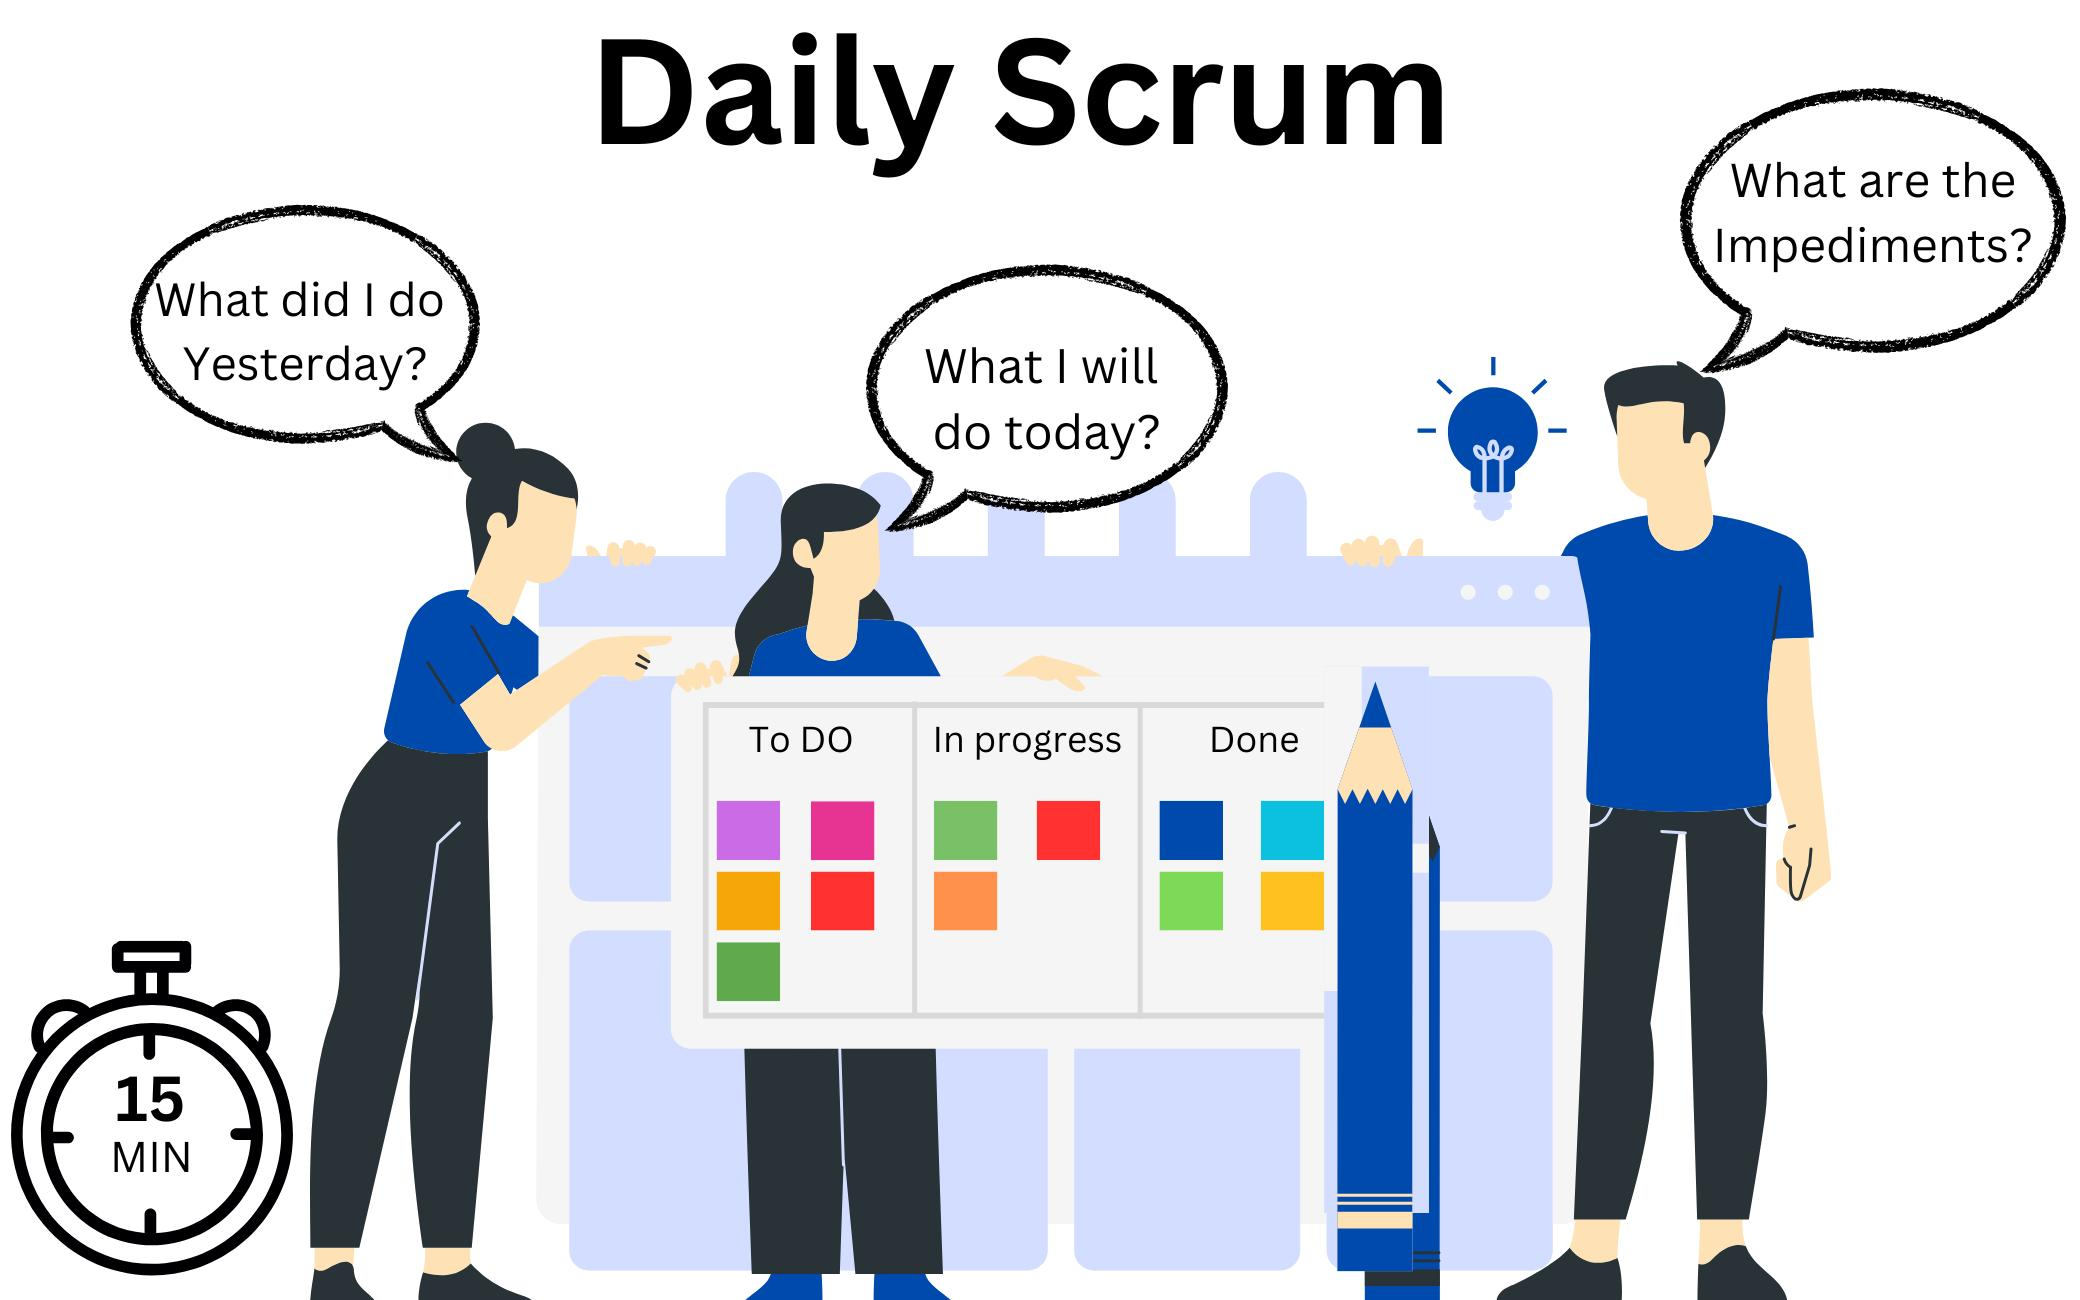 Daily Scrum
What did I do
Yesterday?
What I will
do today?
What are the
Impediments?
To DO
In progress
Done
15
MIN